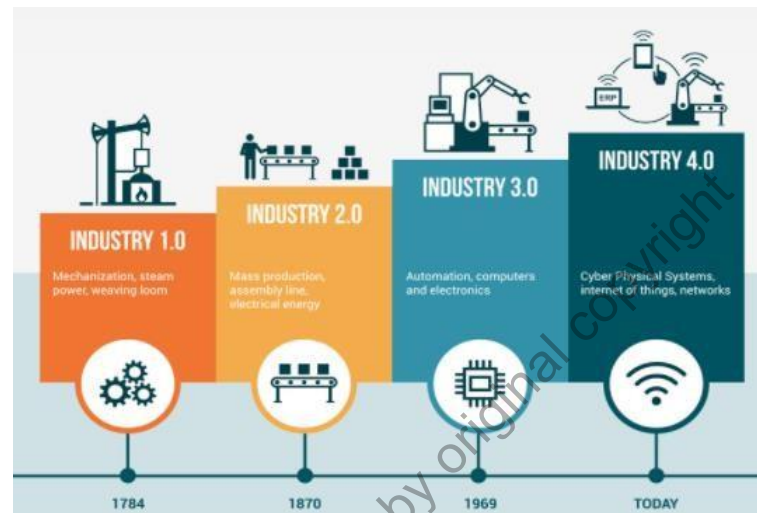 ERP
INDUSTRY 1.0
Mechanization, steam
power, weaving loom
INDUSTRY 2.0
Mass production,
assembly line,
electrical energy
INDUSTRY 3.0
Automation, computers
and electronics
INDUSTRY 4.0
Cyber Physical Systems,
internet of things, networks
1784
1870
1969
TODAY
by original copyright